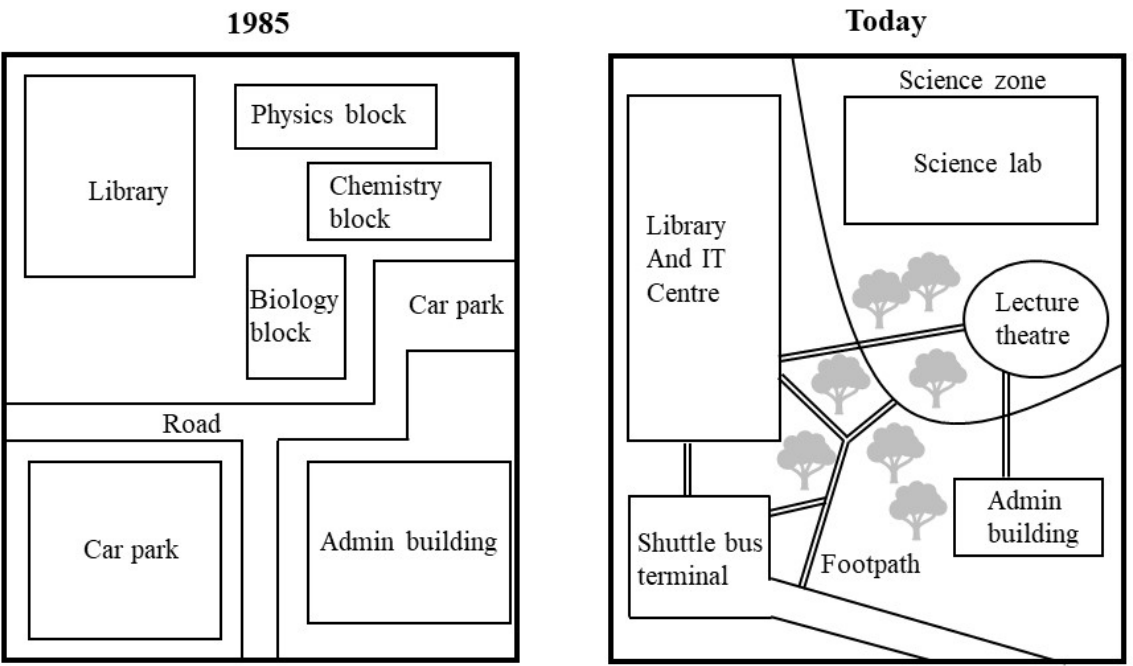 1985
Library
Physics block
Chemistry
block
Biology
block
Car park
Road
Car park
Admin building
Today
Science zone
Science lab
Library
And IT
Centre
Lecture
theatre
Admin
building
Shuttle bus
terminal
Footpath